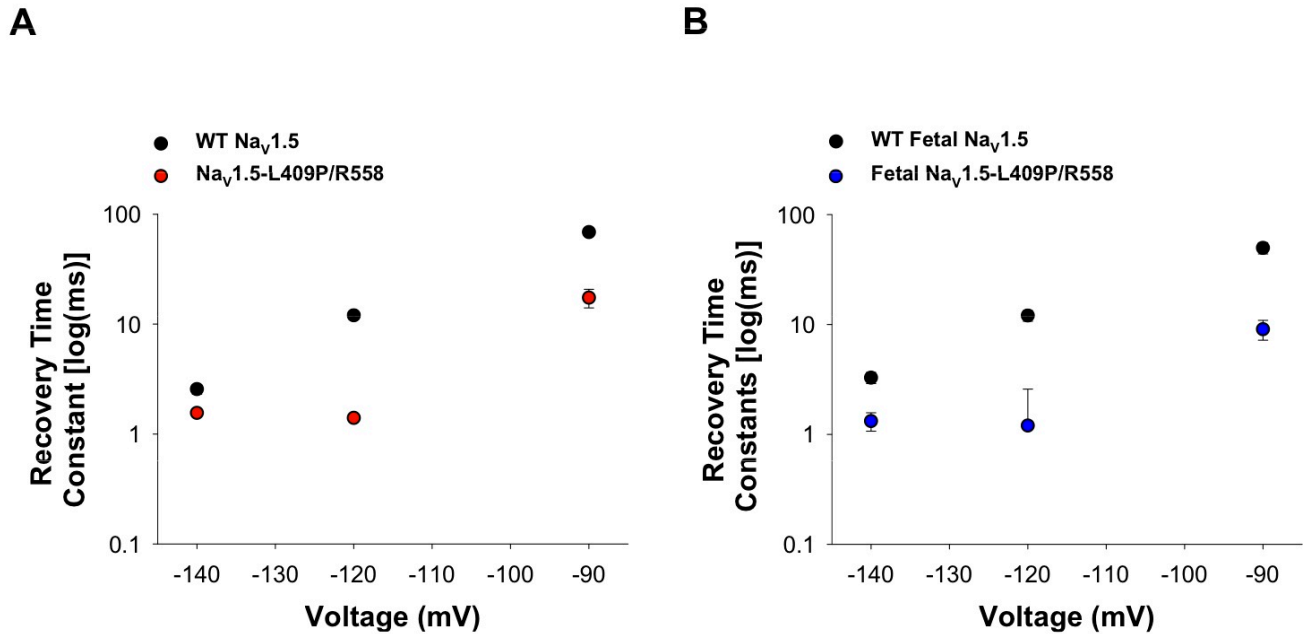 A
WT NaV1.5
NaV1.5-L409P/R558
100
10
1
0.1
Recovery Time
Constant [log(ms)]
-140 -130 -120 -110 -100 -90
Voltage (mV)
B
WT Fetal NaV1.5
Fetal NaV1.5-L409P/R558
100
10
1
0.1
Recovery Time
Constants [log(ms)]
-140 -130 -120 -110 -100 -90
Voltage (mV)